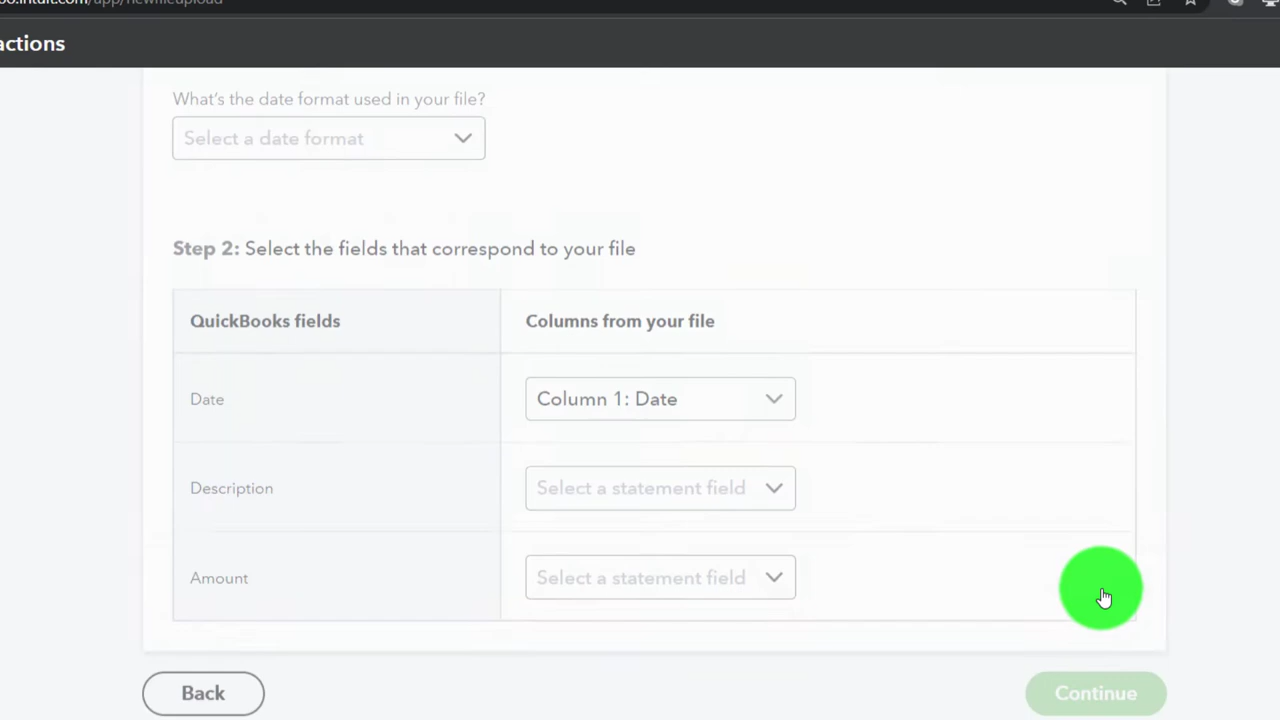 actions
What's the date format used in your file?
Select a date format
Step 2: Select the fields that correspond to your file
QuickBooks fields
Columns from your file
Date
Column 1: Date
Description
Select a statement field
Amount
Select a statement field
Back
Continue